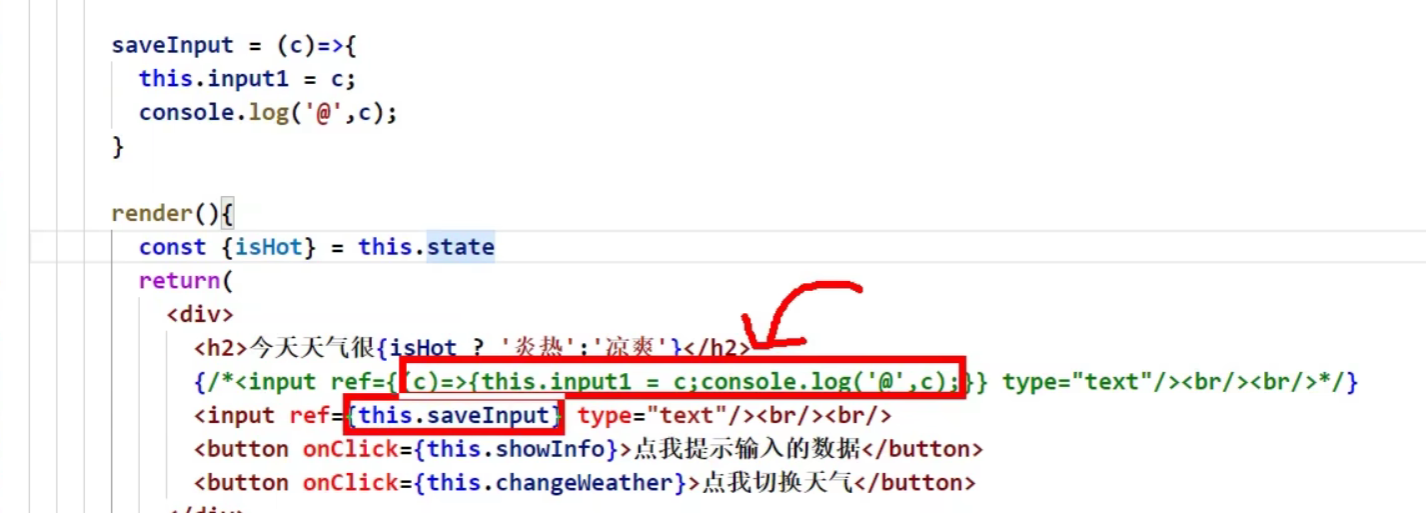 saveInput = (c)=>{
this.input1 = c;
console.log('@',c);
}
render(){
const {isHot} = this.state
return(
<div>
<h2>今天天气很{isHot ? '炎热':'凉爽'}</h2>
{/*<input ref={(c)=>{this.input1 = c;console.log('@',c);}} type="text"/><br/><br/>*/}
<input ref={this.saveInput} type="text"/><br/><br/>
<button onClick={this.showInfo}>点我提示输入的数据</button>
<button onClick={this.changeWeather}>点我切换天气</button>
</div>